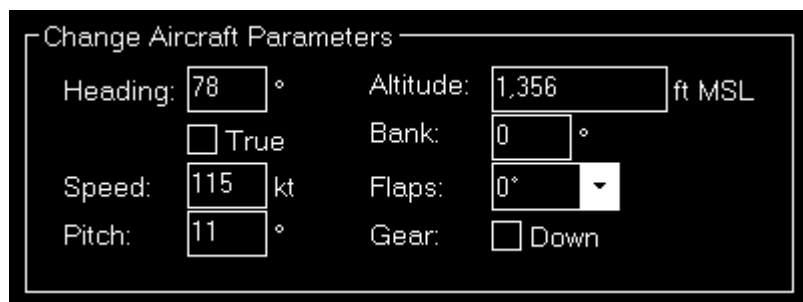 Change Aircraft Parameters
Heading: 78 ° Altitude: 1,356 ft MSL
True Bank: 0 °
Speed: 115 kt Flaps: 0°
Pitch: 11 ° Gear: Down